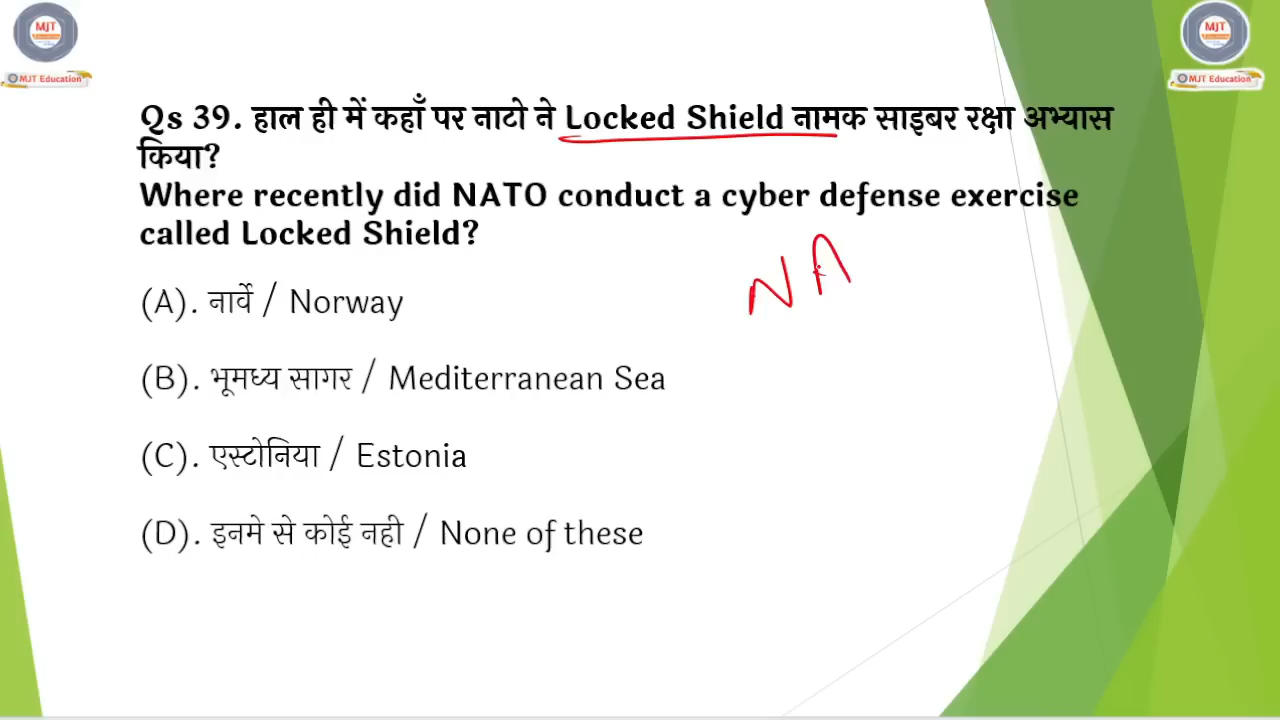 MJT
MJT Education
MJT
MJT Education
Qs 39. हाल ही में कहाँ पर नाटो ने Locked Shield नामक साइबर रक्षा अभ्यास
किया?
Where recently did NATO conduct a cyber defense exercise
called Locked Shield?
NA
(A). नार्वे / Norway
(B). भूमध्य सागर / Mediterranean Sea
(C). एस्टोनिया / Estonia
(D). इनमे से कोई नही / None of these